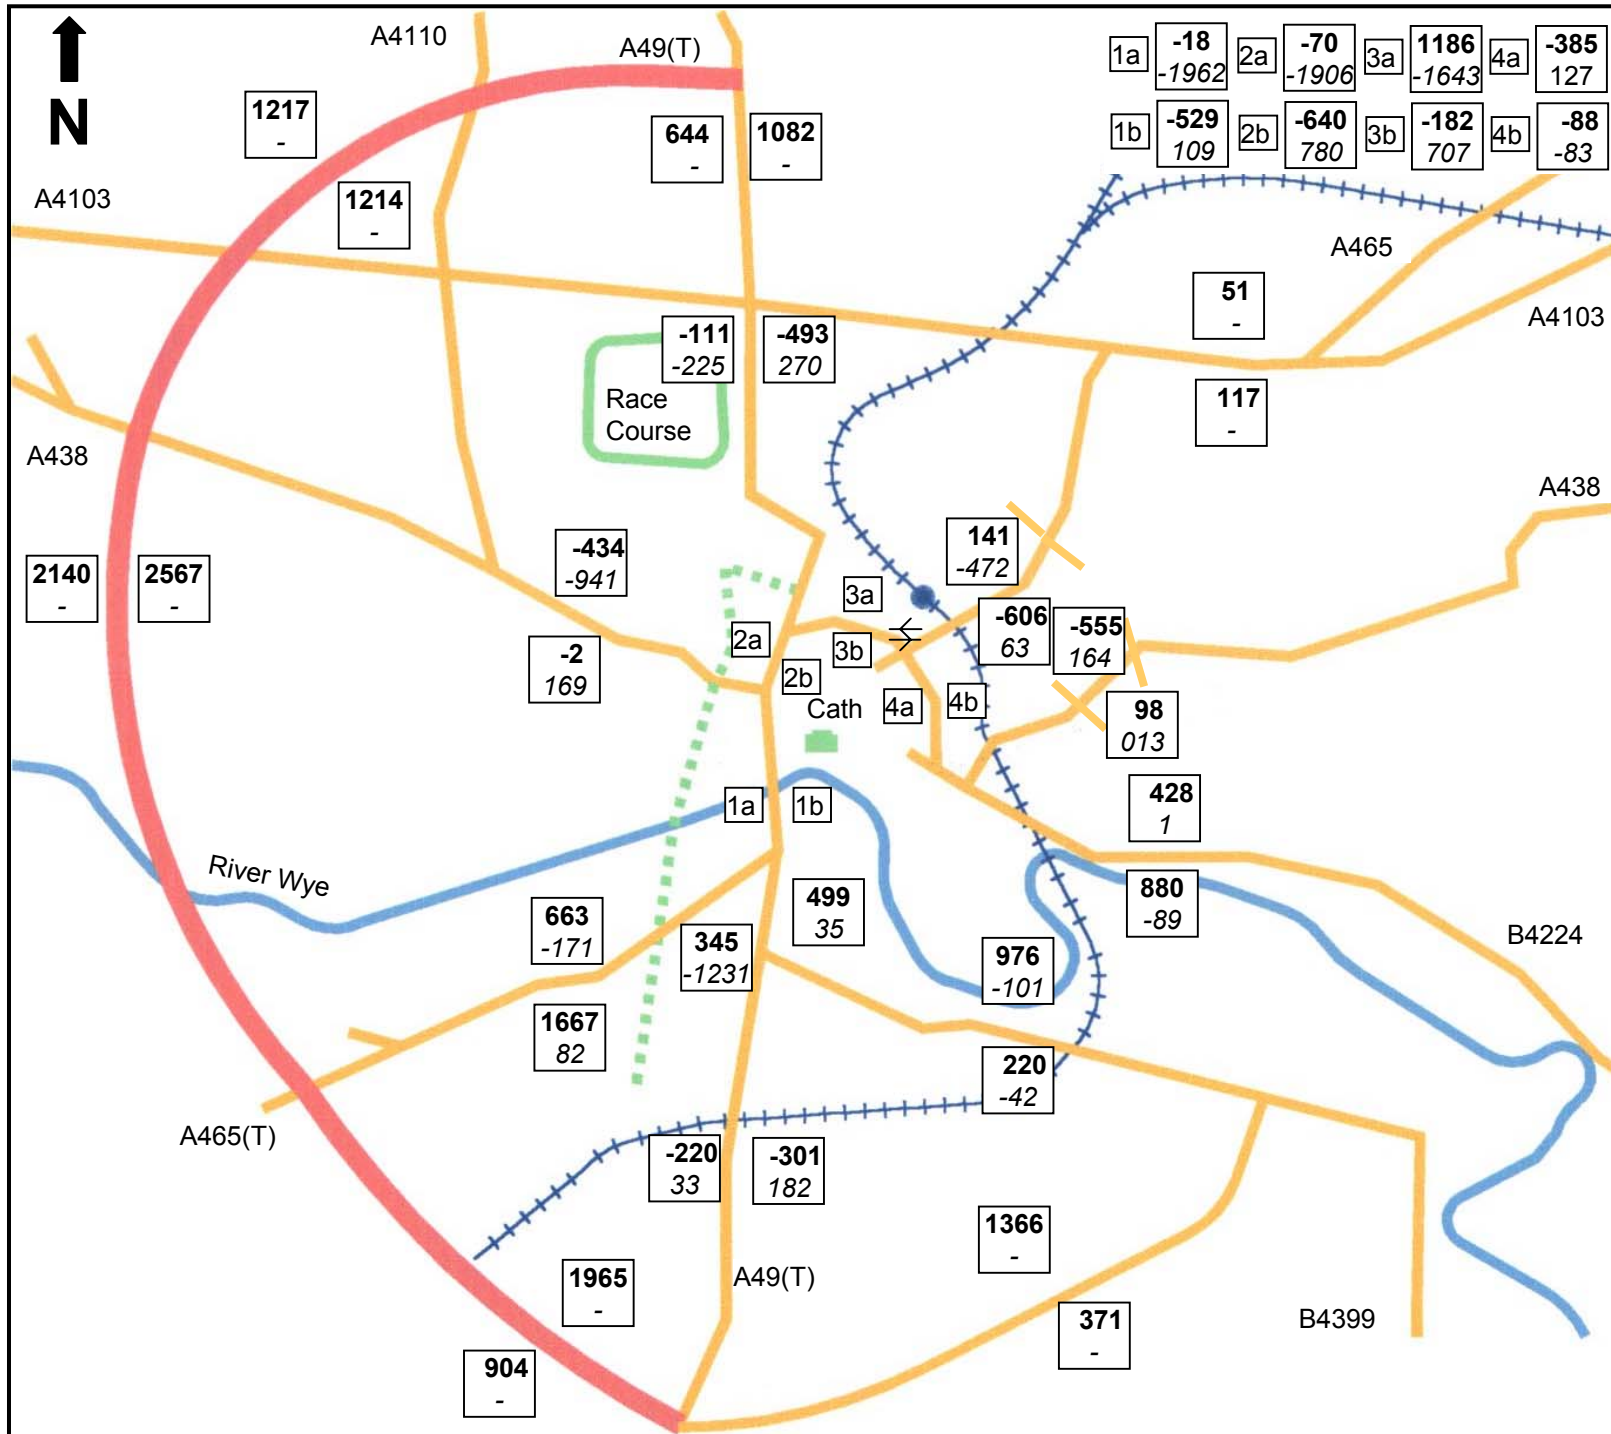 A4110
A49(T)
1a
-18
-1962
2a
-70
-1906
3a
1186
-1643
4a
-385
127
N
1217
-
644
-
1082
-
1b
-529
109
2b
-640
780
3b
-182
707
4b
-88
-83
A4103
1214
-
A465
51
-
A4103
-111
-225
-493
270
Race
Course
117
-
A438
A438
2140
-
2567
-
-434
-941
141
-472
3a
-606
63
-555
164
2a
3b
-2
169
2b
4a
4b
Cath
98
013
1a
1b
428
1
River Wye
663
-171
499
35
880
-89
345
-1231
976
-101
B4224
1667
82
220
-42
A465(T)
-220
33
-301
182
1366
-
1965
-
A49(T)
371
-
B4399
904
-